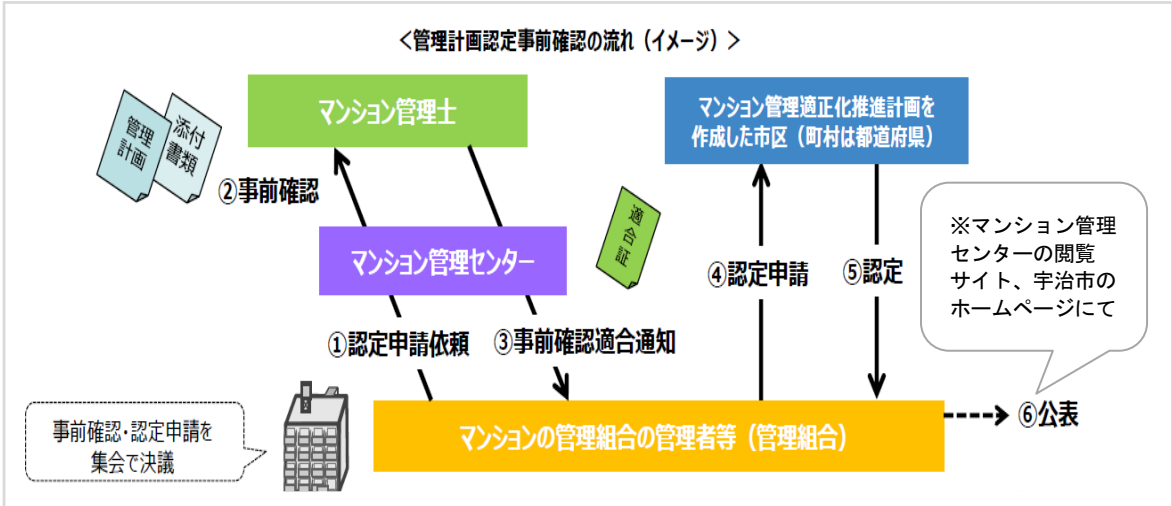 ＜管理計画認定事前確認の流れ（イメージ）＞
管理
計画
添付
書類
マンション管理士
マンション管理適正化推進計画を
作成した市区（町村は都道府県）
②事前確認
適合証
マンション管理センター
④認定申請
⑤認定
※マンション管理
センターの閲覧
サイト、宇治市の
ホームページにて
①認定申請依頼
③事前確認適合通知
事前確認・認定申請を
集会で決議
マンションの管理組合の管理者等（管理組合）
⑥公表